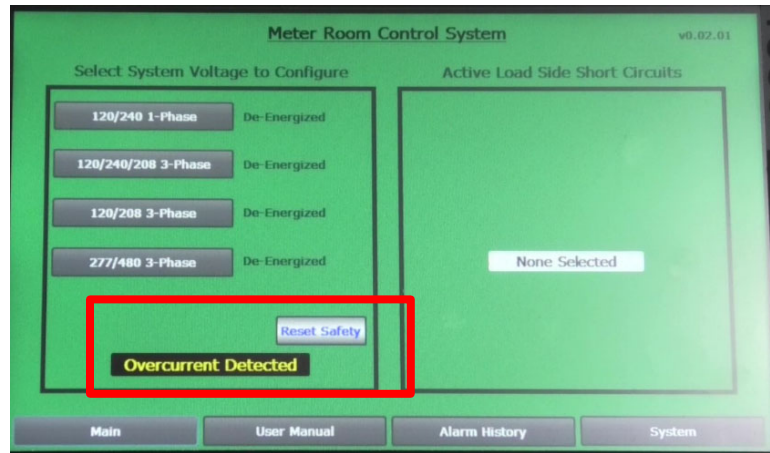 Meter Room Control System
v0.02.01
Select System Voltage to Configure
Active Load Side Short Circuits
120/240 1-Phase De-Energized
120/240/208 3-Phase De-Energized
120/208 3-Phase De-Energized
277/480 3-Phase De-Energized
None Selected
Reset Safety
Overcurrent Detected
Main User Manual Alarm History System